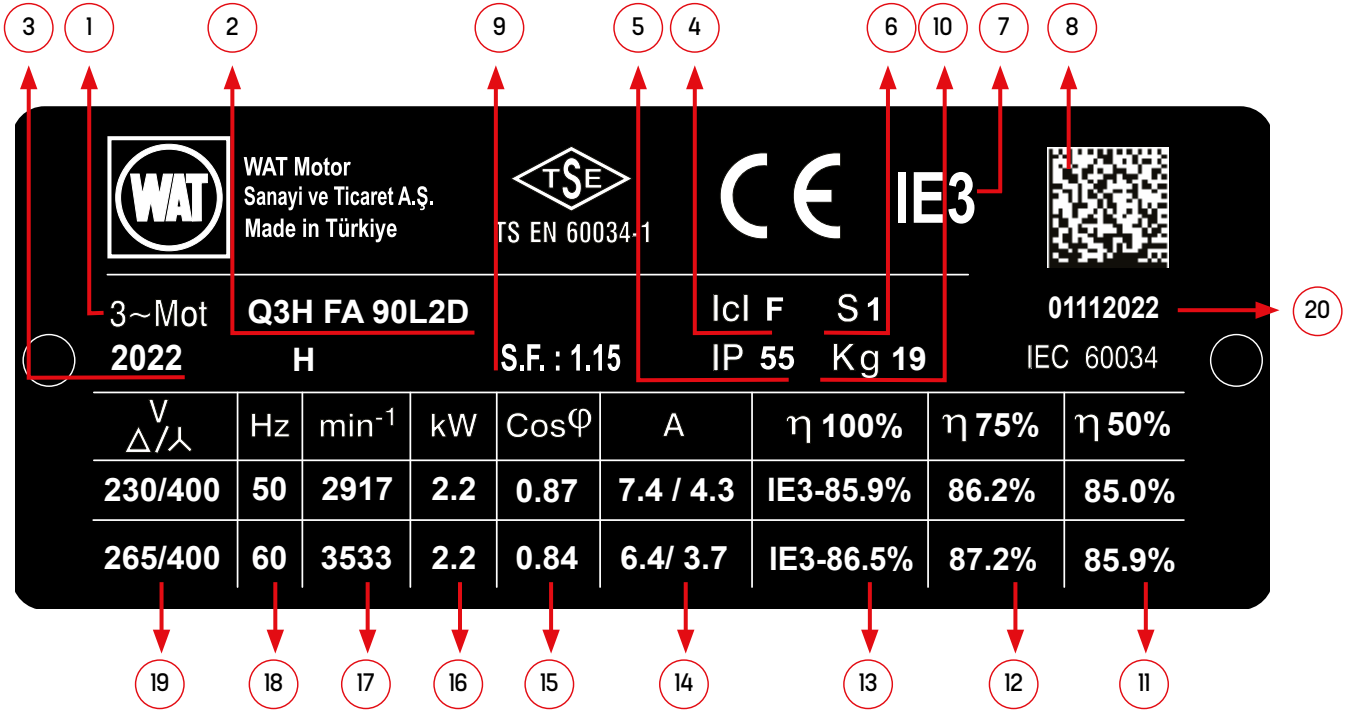 3 1 2 9 5 4 6 10 7 8
WAT
WAT Motor
Sanayi ve Ticaret A.Ş.
Made in Türkiye
TSE
TS EN 60034-1
CE
IE3
3~Mot Q3H FA 90L2D Icl F S 1 01112022 20
2022 H S.F. : 1.15 IP 55 Kg 19 IEC 60034
V
Δ/⅄ Hz min⁻¹ kW Cosφ A η 100% η 75% η 50%
230/400 50 2917 2.2 0.87 7.4 / 4.3 IE3-85.9% 86.2% 85.0%
265/400 60 3533 2.2 0.84 6.4/ 3.7 IE3-86.5% 87.2% 85.9%
19 18 17 16 15 14 13 12 11